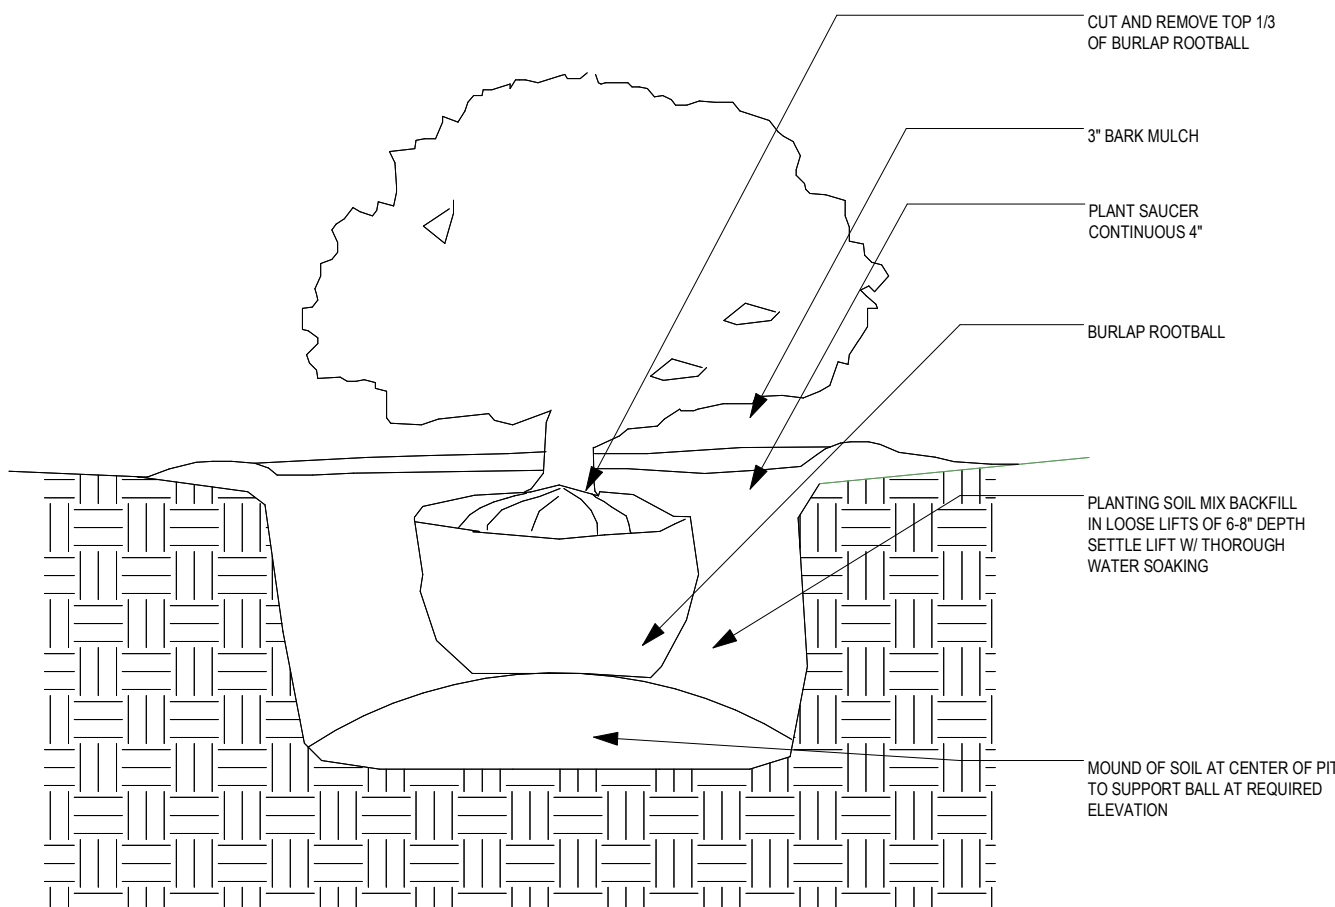 CUT AND REMOVE TOP 1/3
OF BURLAP ROOTBALL
3" BARK MULCH
PLANT SAUCER
CONTINUOUS 4"
BURLAP ROOTBALL
PLANTING SOIL MIX BACKFILL
IN LOOSE LIFTS OF 6-8" DEPTH
SETTLE LIFT W/ THOROUGH
WATER SOAKING
MOUND OF SOIL AT CENTER OF PIT
TO SUPPORT BALL AT REQUIRED
ELEVATION